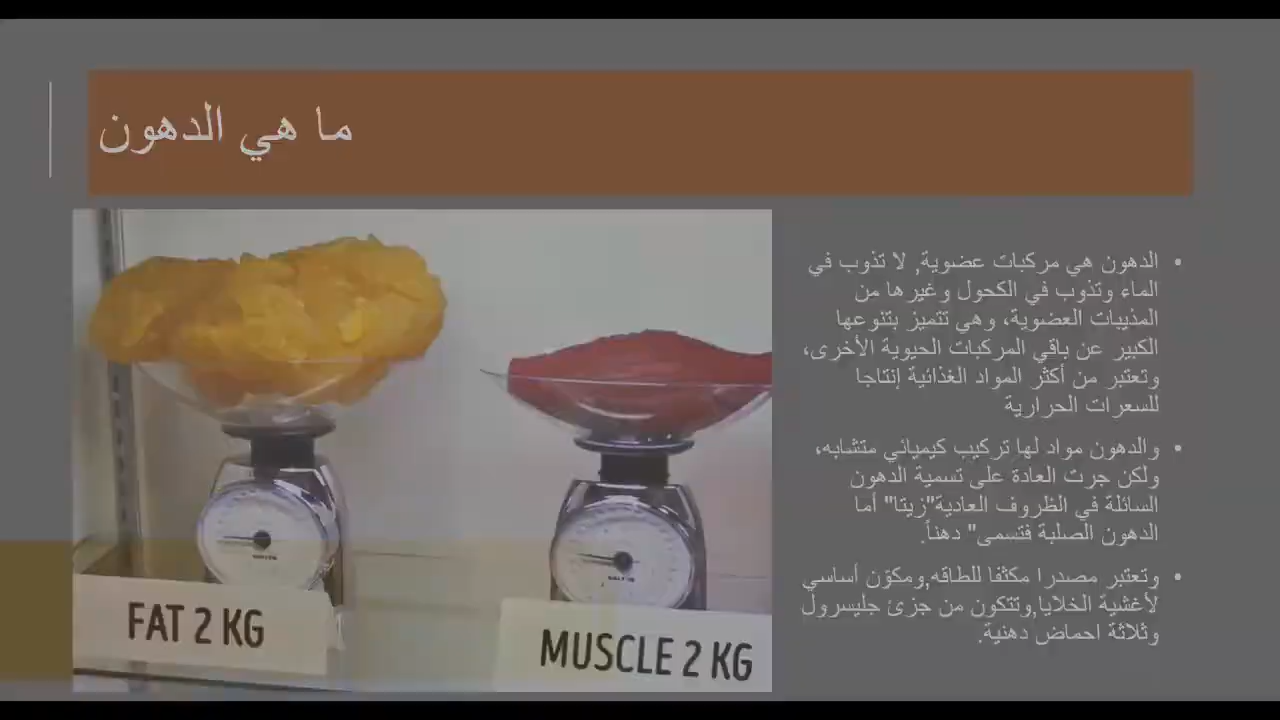 ما هي الدهون
• الدهون هي مركبات عضوية, لا تذوب في
الماء وتذوب في الكحول وغيرها من
المذيبات العضوية، وهي تتميز بتنوعها
الكبير عن باقي المركبات الحيوية الأخرى،
وتعتبر من أكثر المواد الغذائية إنتاجا
للسعرات الحرارية
• والدهون مواد لها تركيب كيميائي متشابه،
ولكن جرت العادة على تسمية الدهون
السائلة في الظروف العادية"زيتا" أما
الدهون الصلبة فتسمى" دهناً.
• وتعتبر مصدرا مكثفا للطاقه,ومكوّن أساسي
لأغشية الخلايا,وتتكون من جزئ جليسرول
وثلاثة احماض دهنية.
FAT 2 KG
MUSCLE 2 KG